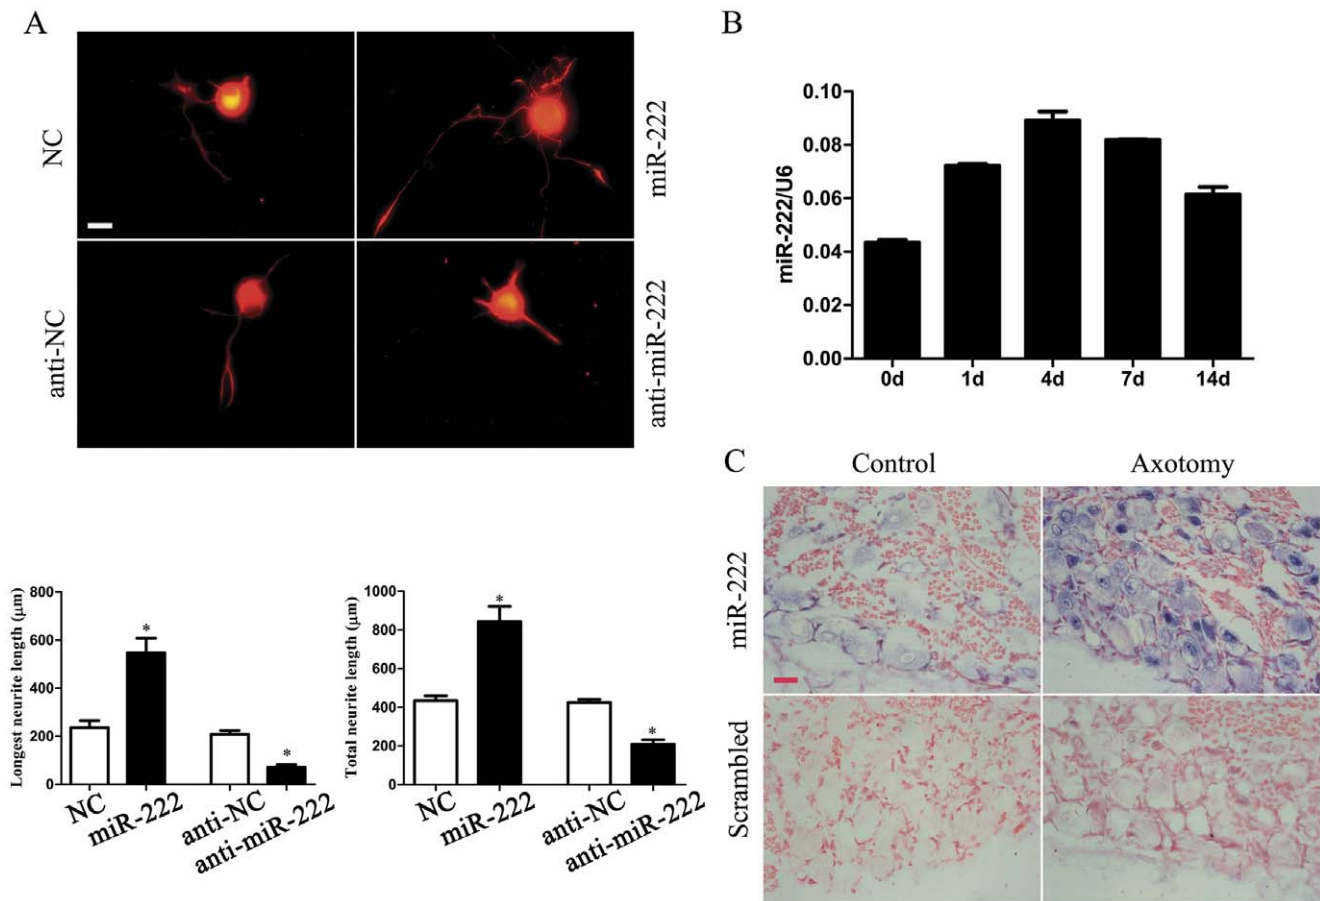 A
NC
miR-222
anti-NC
anti-miR-222
Longest neurite length (μm)
800
600
400
200
0
NC
miR-222
anti-NC
anti-miR-222
Total neurite length (μm)
1000
800
600
400
200
0
*
*
*
*
NC
miR-222
anti-NC
anti-miR-222
B
miR-222/U6
0.10
0.08
0.06
0.04
0.02
0.00
0d 1d 4d 7d 14d
C
Control Axotomy
miR-222
Scrambled